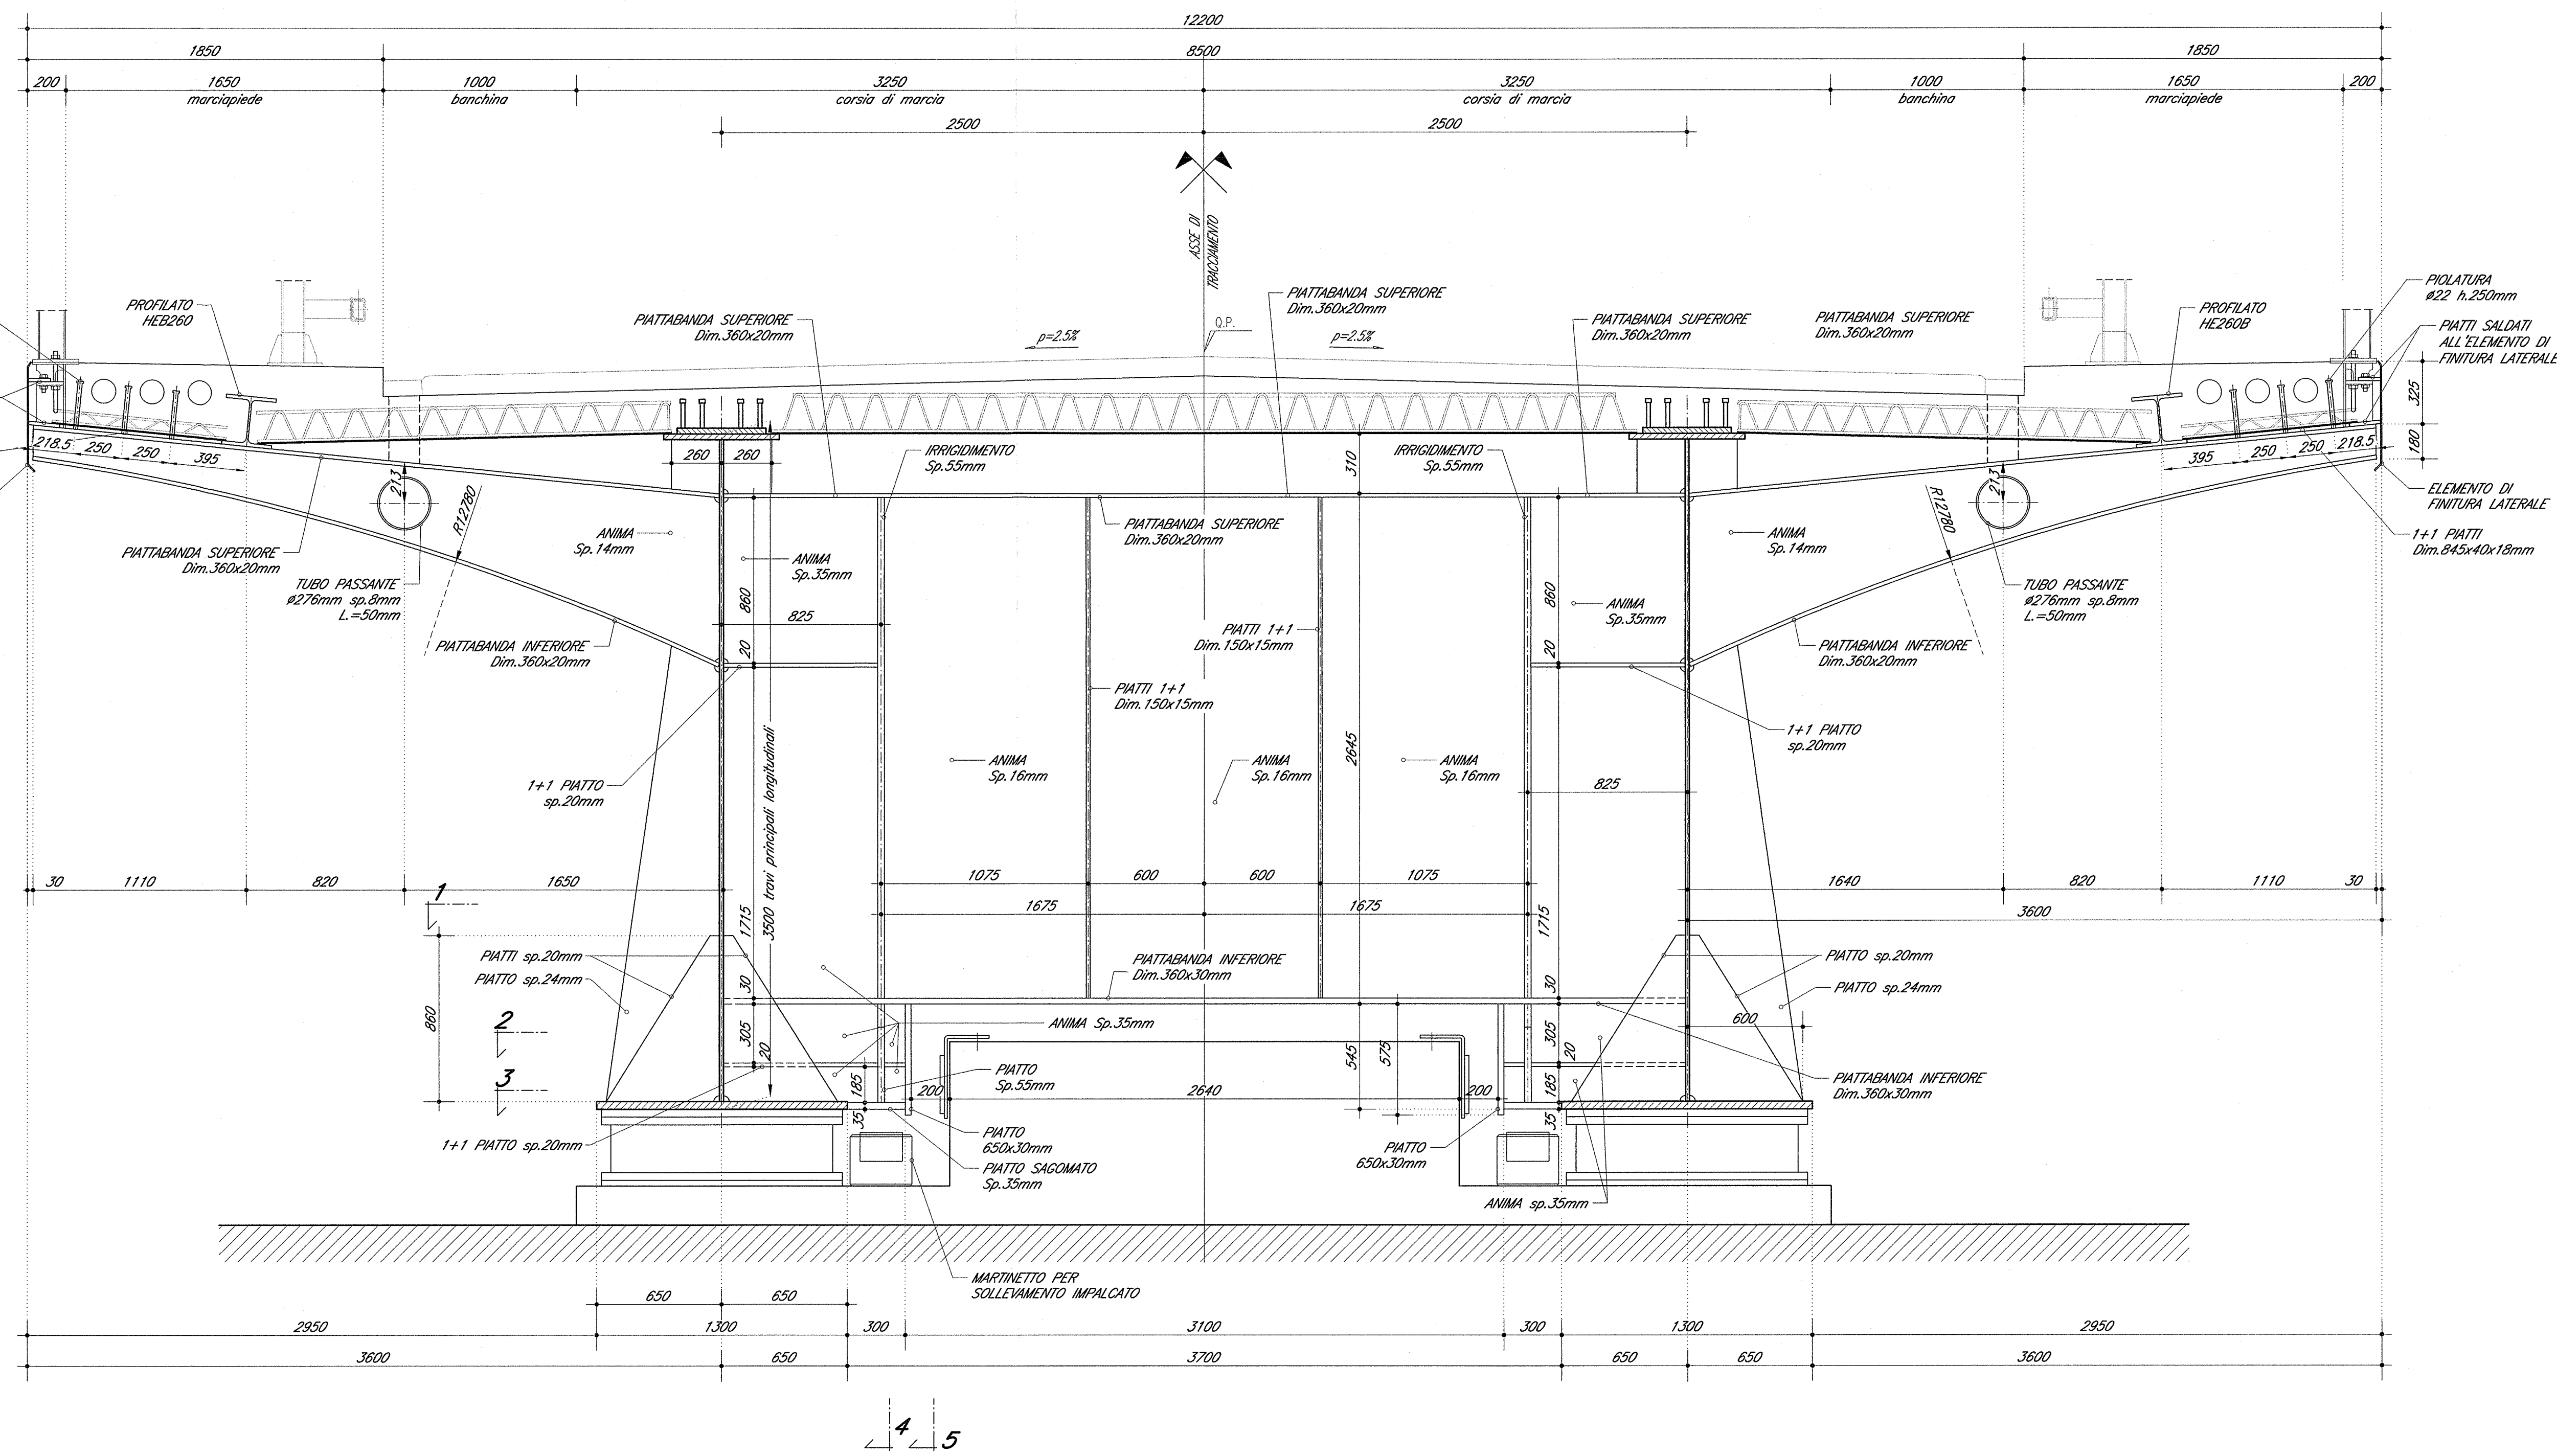 12200
1850
8500
1850
200
1650
1000
3250
3250
1000
1650
200
marciapiede
banchina
corsia di marcia
corsia di marcia
banchina
marciapiede
2500
2500
ASSE DI
TRACCIAMENTO
PROFILATO
HEB260
PIATTABANDA SUPERIORE
Dim.360x20mm
p=2.5%
Q.P.
p=2.5%
PIATTABANDA SUPERIORE
Dim.360x20mm
PIATTABANDA SUPERIORE
Dim.360x20mm
PIATTABANDA SUPERIORE
Dim.360x20mm
PROFILATO
HE260B
PIOLATURA
ø22 h.250mm
PIATTI SALDATI
ALL'ELEMENTO DI
FINITURA LATERALE
325
180
218.5
250
250
395
213
R12780
260
260
IRRIGIDIMENTO
Sp.55mm
310
IRRIGIDIMENTO
Sp.55mm
213
R12780
395
250
250
218.5
ELEMENTO DI
FINITURA LATERALE
1+1 PIATTI
Dim.845x40x18mm
PIATTABANDA SUPERIORE
Dim.360x20mm
TUBO PASSANTE
ø276mm sp.8mm
L.=50mm
PIATTABANDA INFERIORE
Dim.360x20mm
ANIMA
Sp.14mm
ANIMA
Sp.35mm
860
825
20
PIATTABANDA SUPERIORE
Dim.360x20mm
PIATTI 1+1
Dim.150x15mm
PIATTI 1+1
Dim.150x15mm
860
20
ANIMA
Sp.35mm
ANIMA
Sp.14mm
TUBO PASSANTE
ø276mm sp.8mm
L.=50mm
PIATTABANDA INFERIORE
Dim.360x20mm
1+1 PIATTO
sp.20mm
3500 travi principali longitudinali
ANIMA
Sp.16mm
ANIMA
Sp.16mm
2645
ANIMA
Sp.16mm
825
1+1 PIATTO
sp.20mm
30
1110
820
1650
1075
600
600
1075
1640
820
1110
30
1675
1675
3600
1
1715
1715
PIATTI sp.20mm
PIATTO sp.24mm
860
2
3
30
305
20
185
35
PIATTABANDA INFERIORE
Dim.360x30mm
ANIMA Sp.35mm
PIATTO
Sp.55mm
200
2640
200
545
575
30
305
20
185
35
600
PIATTO sp.20mm
PIATTO sp.24mm
PIATTABANDA INFERIORE
Dim.360x30mm
1+1 PIATTO sp.20mm
PIATTO
650x30mm
PIATTO SAGOMATO
Sp.35mm
PIATTO
650x30mm
ANIMA sp.35mm
MARTINETTO PER
SOLLEVAMENTO IMPALCATO
650
650
2950
1300
300
3100
300
1300
2950
3600
650
3700
650
650
3600
4
5